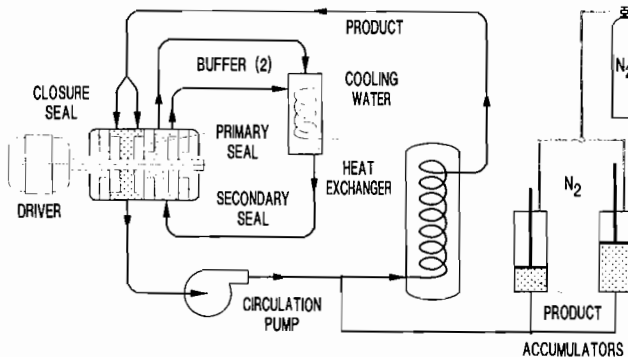 PRODUCT
BUFFER (2)
COOLING
WATER
CLOSURE
SEAL
PRIMARY
SEAL
HEAT
EXCHANGER
SECONDARY
SEAL
DRIVER
CIRCULATION
PUMP
N2
N2
PRODUCT
ACCUMULATORS